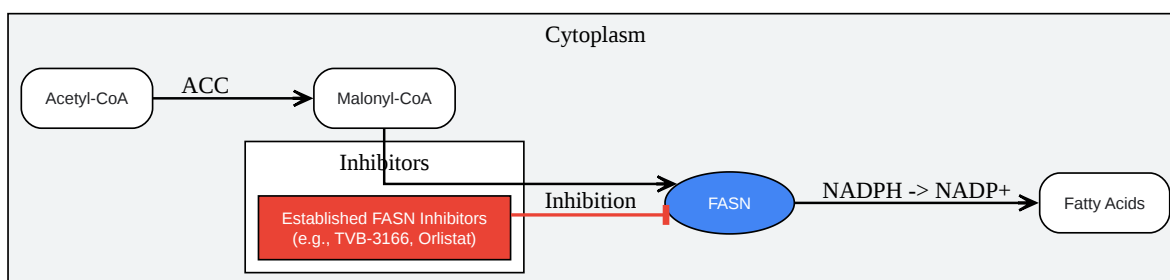 Cytoplasm
ACC
Acetyl-CoA
Malonyl-CoA
Inhibitors
Inhibition
NADPH -> NADP+
FASN
Fatty Acids
Established FASN Inhibitors
(e.g., TVB-3166, Orlistat)